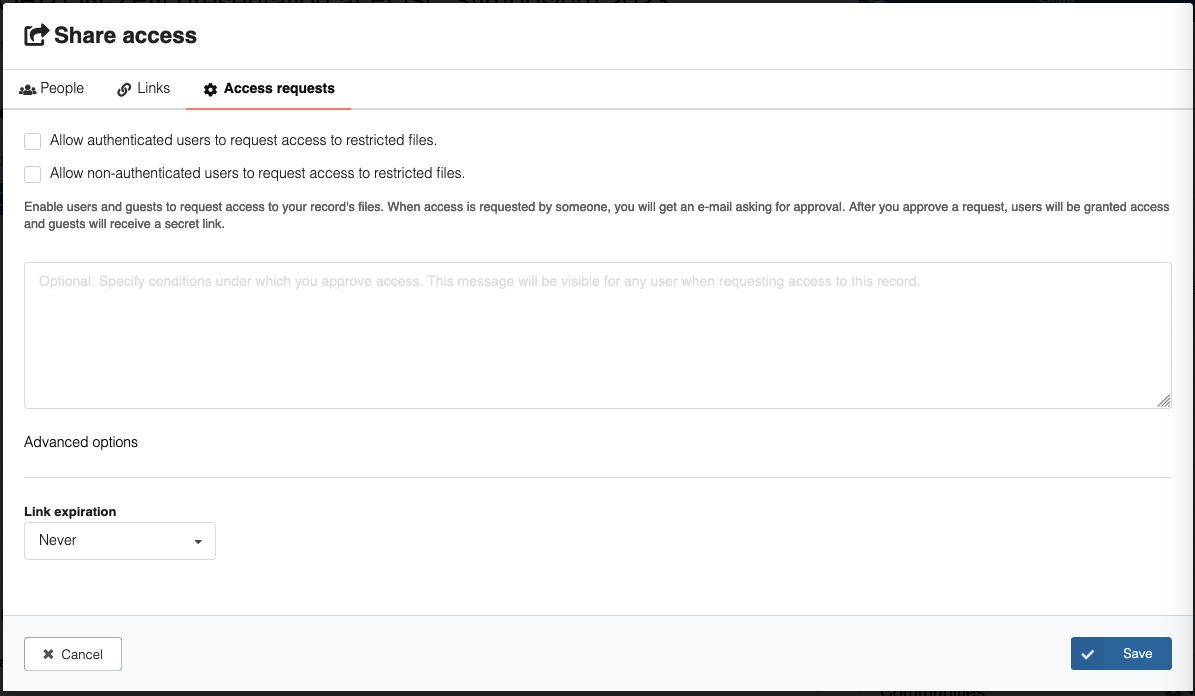 Share access
People Links Access requests
Allow authenticated users to request access to restricted files.
Allow non-authenticated users to request access to restricted files.
Enable users and guests to request access to your record's files. When access is requested by someone, you will get an e-mail asking for approval. After you approve a request, users will be granted access
and guests will receive a secret link.
Optional. Specify conditions under which you approve access. This message will be visible for any user when requesting access to this record.
Advanced options
Link expiration
Never
Cancel Save
Communities